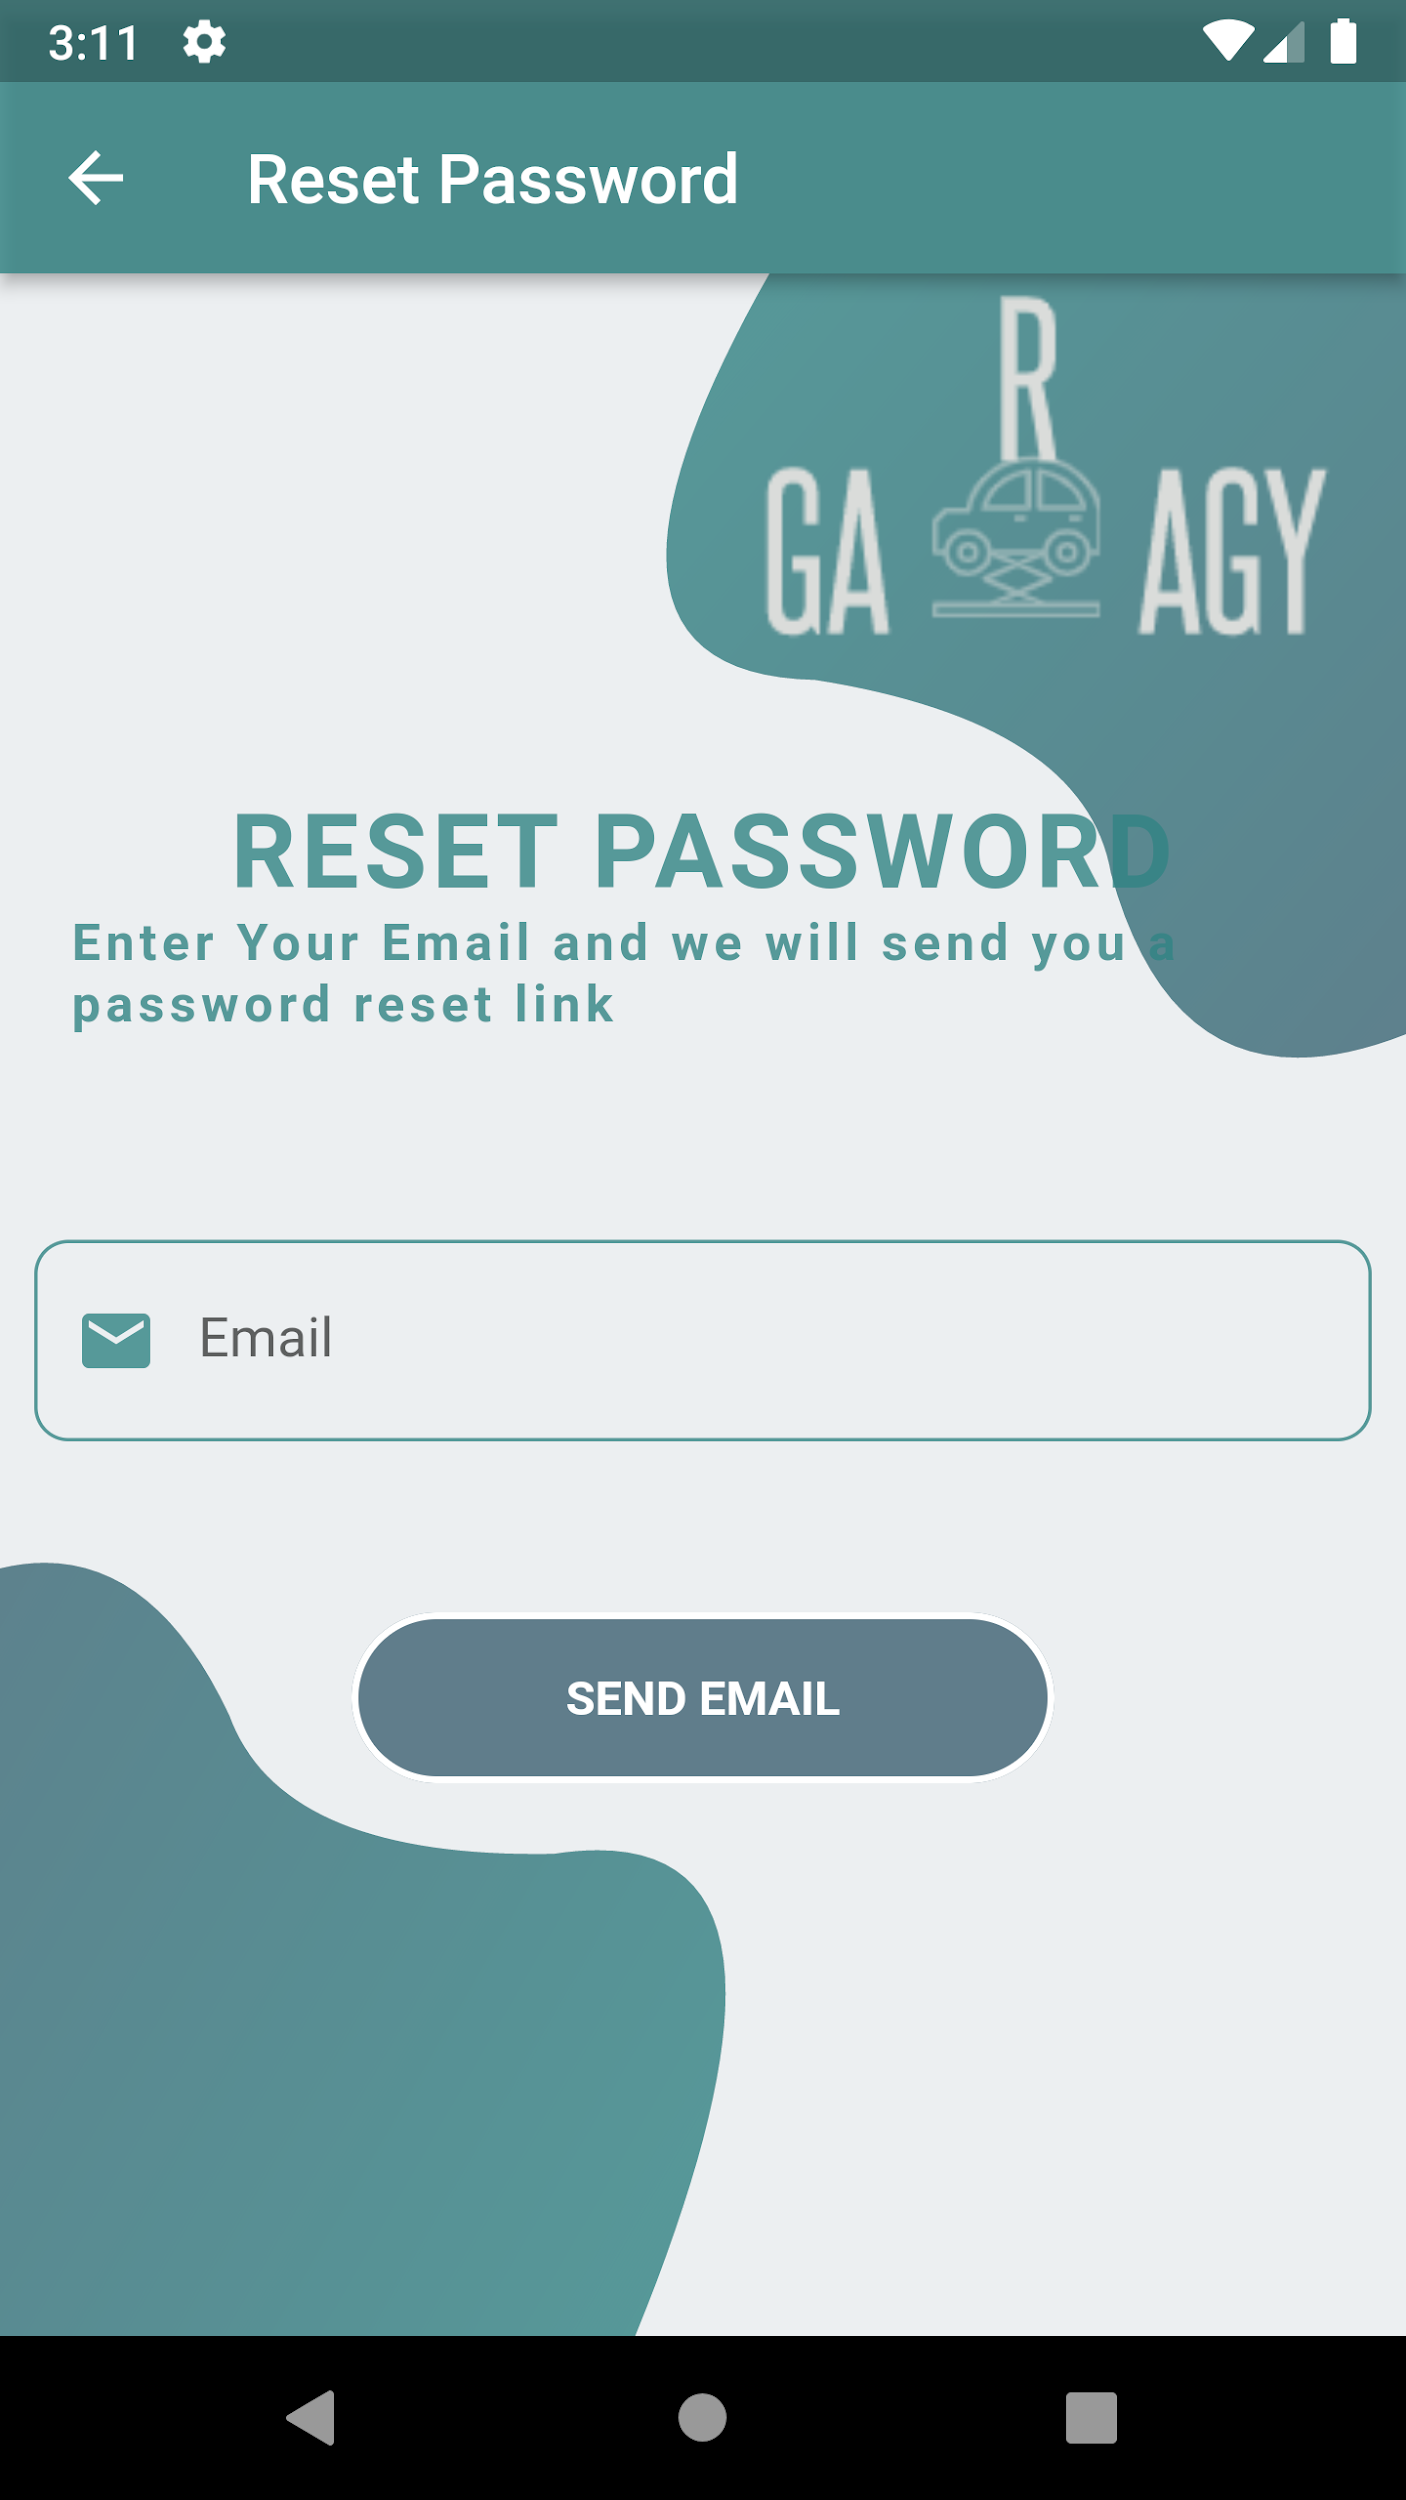 3:11
Reset Password
R
GA AGY
RESET PASSWORD
Enter Your Email and we will send you a
password reset link
Email
SEND EMAIL